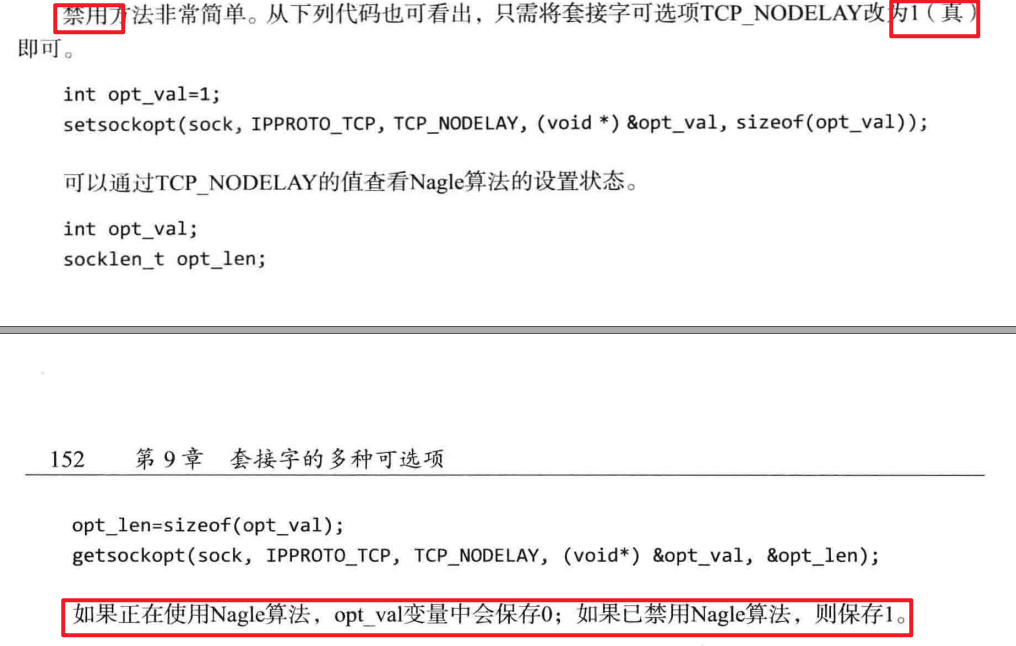 禁用方法非常简单。从下列代码也可看出，只需将套接字可选项TCP_NODELAY改为1（真）
即可。
int opt_val=1;
setsockopt(sock, IPPROTO_TCP, TCP_NODELAY, (void *) &opt_val, sizeof(opt_val));
可以通过TCP_NODELAY的值查看Nagle算法的设置状态。
int opt_val;
socklen_t opt_len;
152 第 9 章 套接字的多种可选项
opt_len=sizeof(opt_val);
getsockopt(sock, IPPROTO_TCP, TCP_NODELAY, (void*) &opt_val, &opt_len);
如果正在使用Nagle算法，opt_val变量中会保存0；如果已禁用Nagle算法，则保存1。